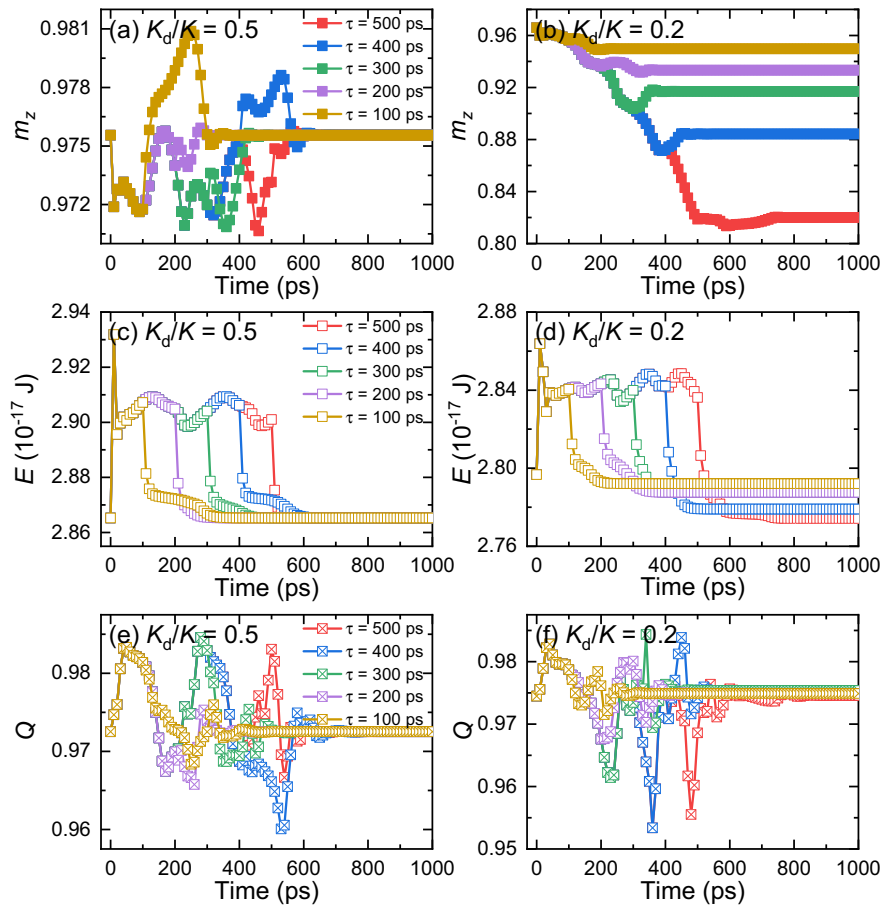 (a) Kd/K = 0.5
τ = 500 ps
τ = 400 ps
τ = 300 ps
τ = 200 ps
τ = 100 ps
0.981
0.978
0.975
0.972
mz
0 200 400 600 800 1000
Time (ps)
(b) Kd/K = 0.2
0.96
0.92
0.88
0.84
0.80
mz
0 200 400 600 800 1000
Time (ps)
(c) Kd/K = 0.5
τ = 500 ps
τ = 400 ps
τ = 300 ps
τ = 200 ps
τ = 100 ps
2.94
2.92
2.90
2.88
2.86
E (10-17 J)
0 200 400 600 800 1000
Time (ps)
(d) Kd/K = 0.2
2.88
2.84
2.80
2.76
E (10-17 J)
0 200 400 600 800 1000
Time (ps)
(e) Kd/K = 0.5
τ = 500 ps
τ = 400 ps
τ = 300 ps
τ = 200 ps
τ = 100 ps
0.98
0.97
0.96
Q
0 200 400 600 800 1000
Time (ps)
(f) Kd/K = 0.2
0.98
0.97
0.96
0.95
Q
0 200 400 600 800 1000
Time (ps)